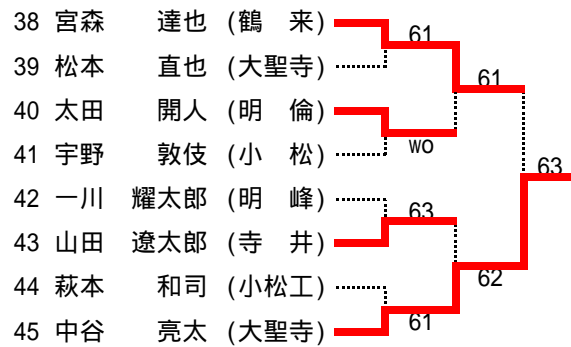 38 宮森 達也 (鶴 来)
61
39 松本 直也 (大聖寺)
61
40 太田 開人 (明 倫)
wo
41 宇野 敦伎 (小 松)
63
42 一川 耀太郎 (明 峰)
63
43 山田 遼太郎 (寺 井)
62
44 萩本 和司 (小松工)
61
45 中谷 亮太 (大聖寺)